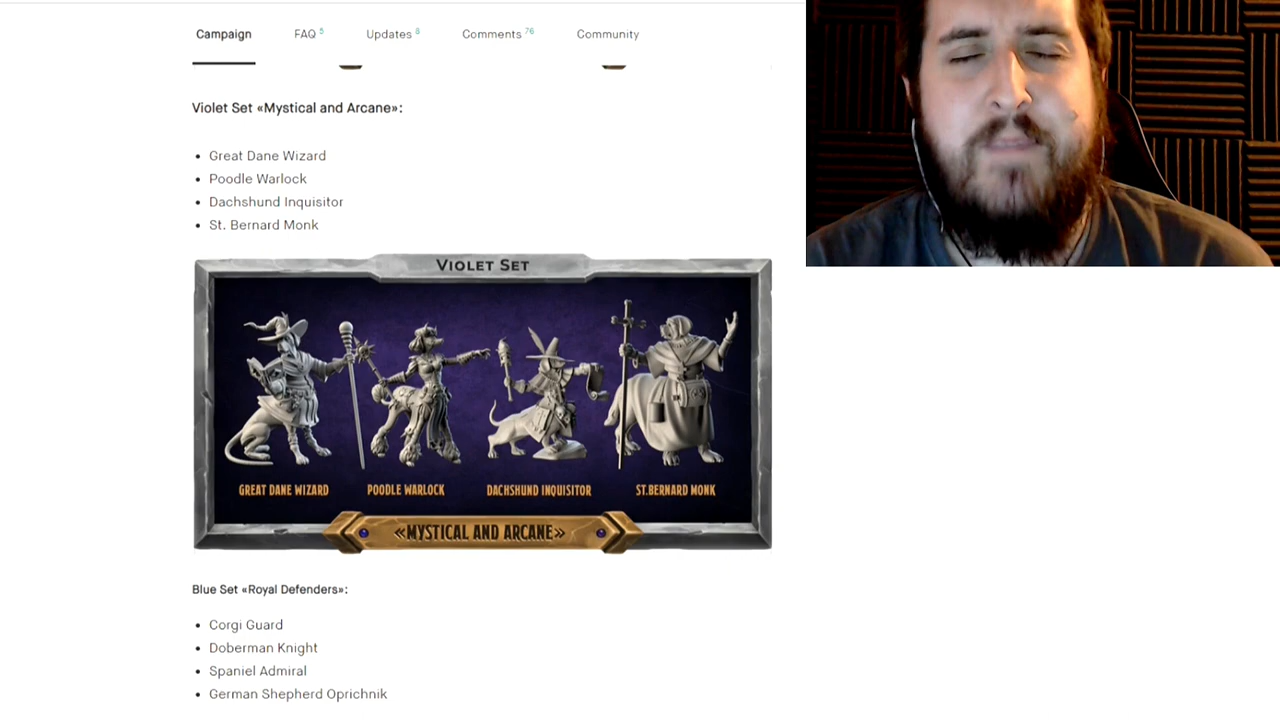 Campaign FAQ 5 Updates 8 Comments 76 Community
Violet Set «Mystical and Arcane»:
• Great Dane Wizard
• Poodle Warlock
• Dachshund Inquisitor
• St. Bernard Monk
VIOLET SET
GREAT DANE WIZARD POODLE WARLOCK DACHSHUND INQUISITOR ST.BERNARD MONK
«MYSTICAL AND ARCANE»
Blue Set «Royal Defenders»:
• Corgi Guard
• Doberman Knight
• Spaniel Admiral
• German Shepherd Oprichnik